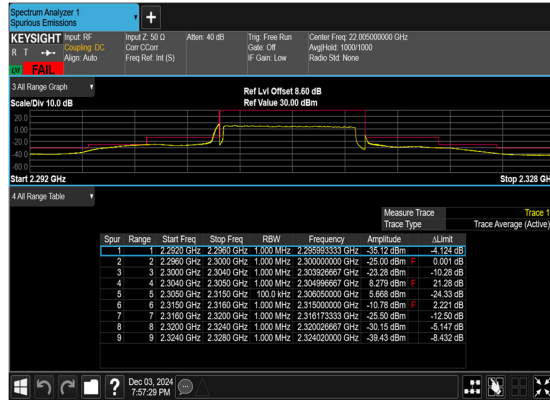 Spectrum Analyzer 1
Spurious Emissions
KEYSIGHT Input: RF Input Z: 50 Ω Atten: 40 dB Trig: Free Run Center Freq: 22.005000000 GHz
R T Coupling: DC Corr CCorr Gate: Off Avg|Hold: 1000/1000
Align: Auto Freq Ref: Int (S) IF Gain: Low Radio Std: None
FAIL
3 All Range Graph Ref Lvl Offset 8.60 dB
Scale/Div 10.0 dB Ref Value 30.00 dBm
20.0
0.00
-20.0
-40.0
-60.0
Start 2.292 GHz Stop 2.328 GH
4 All Range Table
Measure Trace Trace 1
Trace Type Trace Average (Active)
Spur Range Start Freq Stop Freq RBW Frequency Amplitude ΔLimit
1 1 2.2920 GHz 2.2960 GHz 1.000 MHz 2.295993333 GHz -35.12 dBm -4.124 dB
2 2 2.2960 GHz 2.3000 GHz 1.000 MHz 2.300000000 GHz -25.00 dBm F 0.001 dB
3 3 2.3000 GHz 2.3040 GHz 1.000 MHz 2.303926667 GHz -23.28 dBm -10.28 dB
4 4 2.3040 GHz 2.3050 GHz 1.000 MHz 2.304996667 GHz 8.279 dBm F 21.28 dB
5 5 2.3050 GHz 2.3150 GHz 100.0 kHz 2.306050000 GHz 5.668 dBm -24.33 dB
6 6 2.3150 GHz 2.3160 GHz 1.000 MHz 2.315000000 GHz -10.78 dBm F 2.221 dB
7 7 2.3160 GHz 2.3200 GHz 1.000 MHz 2.316173333 GHz -25.50 dBm -12.50 dB
8 8 2.3200 GHz 2.3240 GHz 1.000 MHz 2.320026667 GHz -30.15 dBm -5.147 dB
9 9 2.3240 GHz 2.3280 GHz 1.000 MHz 2.324020000 GHz -39.43 dBm -8.432 dB
Dec 03, 2024
7:57:29 PM